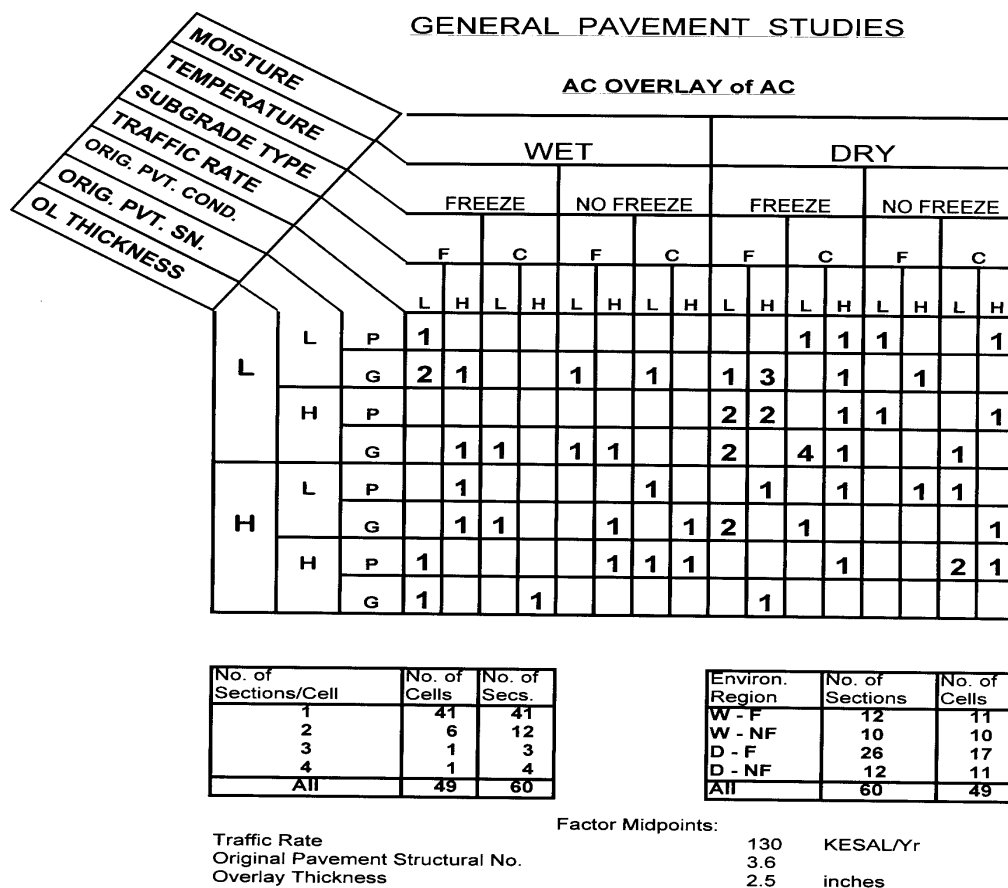 GENERAL PAVEMENT STUDIES
AC OVERLAY of AC
MOISTURE
TEMPERATURE
SUBGRADE TYPE
TRAFFIC RATE
ORIG. PVT. COND.
ORIG. PVT. SN.
OL THICKNESS
WET DRY
FREEZE NO FREEZE FREEZE NO FREEZE
F C F C F C F C
L H L H L H L H L H L H L H L H
L L P 1 1 1 1 1
G 2 1 1 1 1 3 1 1
H P 2 2 1 1 1
G 1 1 1 1 2 4 1 1
H L P 1 1 1 1 1 1
G 1 1 1 1 2 1 1
H P 1 1 1 1 1 2 1
G 1 1 1
No. of Sections/Cell No. of Cells No. of Secs.
1 41 41
2 6 12
3 1 3
4 1 4
All 49 60
Environ. Region No. of Sections No. of Cells
W - F 12 11
W - NF 10 10
D - F 26 17
D - NF 12 11
All 60 49
Factor Midpoints:
Traffic Rate 130 KESAL/Yr
Original Pavement Structural No. 3.6
Overlay Thickness 2.5 inches